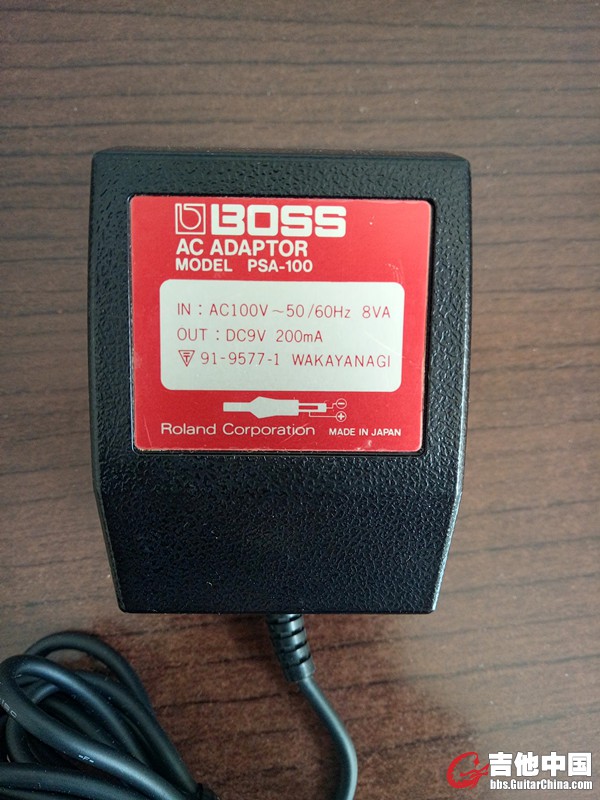 BOSS
AC ADAPTOR
MODEL PSA-100
IN : AC100V ~ 50/60Hz 8VA
OUT : DC9V 200mA
91-9577-1 WAKAYANAGI
Roland Corporation MADE IN JAPAN
吉他中国
bbs.GuitarChina.com